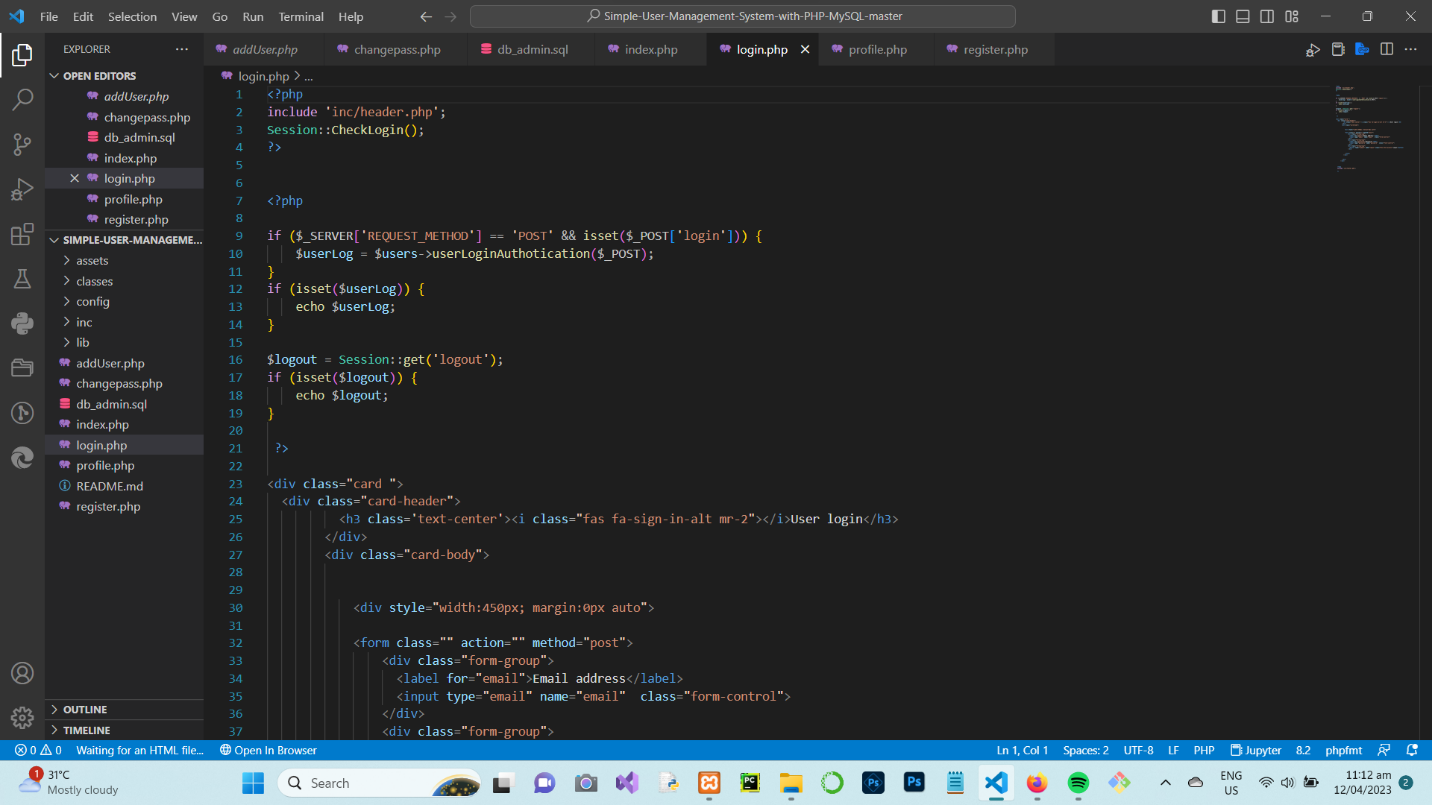 File Edit Selection View Go Run Terminal Help
Simple-User-Management-System-with-PHP-MySQL-master
EXPLORER
addUser.php changepass.php db_admin.sql index.php login.php profile.php register.php
login.php > ...
OPEN EDITORS
addUser.php
changepass.php
db_admin.sql
index.php
login.php
profile.php
register.php
SIMPLE-USER-MANAGEME...
assets
classes
config
inc
lib
addUser.php
changepass.php
db_admin.sql
index.php
login.php
profile.php
README.md
register.php
OUTLINE
TIMELINE
1 <?php
2 include 'inc/header.php';
3 Session::CheckLogin();
4 ?>
5
6
7 <?php
8
9 if ($_SERVER['REQUEST_METHOD'] == 'POST' && isset($_POST['login'])) {
10 $userLog = $users->userLoginAuthotication($_POST);
11 }
12 if (isset($userLog)) {
13 echo $userLog;
14 }
15
16 $logout = Session::get('logout');
17 if (isset($logout)) {
18 echo $logout;
19 }
20
21 ?>
22
23 <div class="card ">
24 <div class="card-header">
25 <h3 class='text-center'><i class="fas fa-sign-in-alt mr-2"></i>User login</h3>
26 </div>
27 <div class="card-body">
28
29
30 <div style="width:450px; margin:0px auto">
31
32 <form class="" action="" method="post">
33 <div class="form-group">
34 <label for="email">Email address</label>
35 <input type="email" name="email"  class="form-control">
36 </div>
37 <div class="form-group">
0 0 Waiting for an HTML file... Open In Browser Ln 1, Col 1 Spaces: 2 UTF-8 LF PHP Jupyter 8.2 phpfmt
1 31°C
Mostly cloudy
Search
PC
Ps
Ps
ENG
US
11:12 am
12/04/2023
2